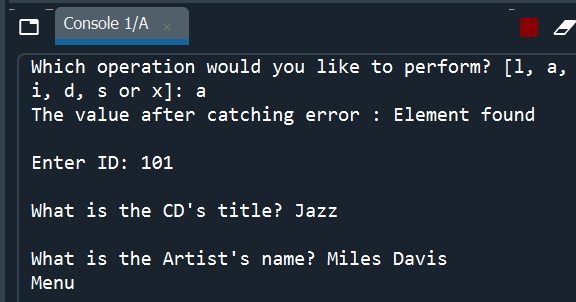 Console 1/A
Which operation would you like to perform? [l, a,
i, d, s or x]: a
The value after catching error : Element found
Enter ID: 101
What is the CD's title? Jazz
What is the Artist's name? Miles Davis
Menu